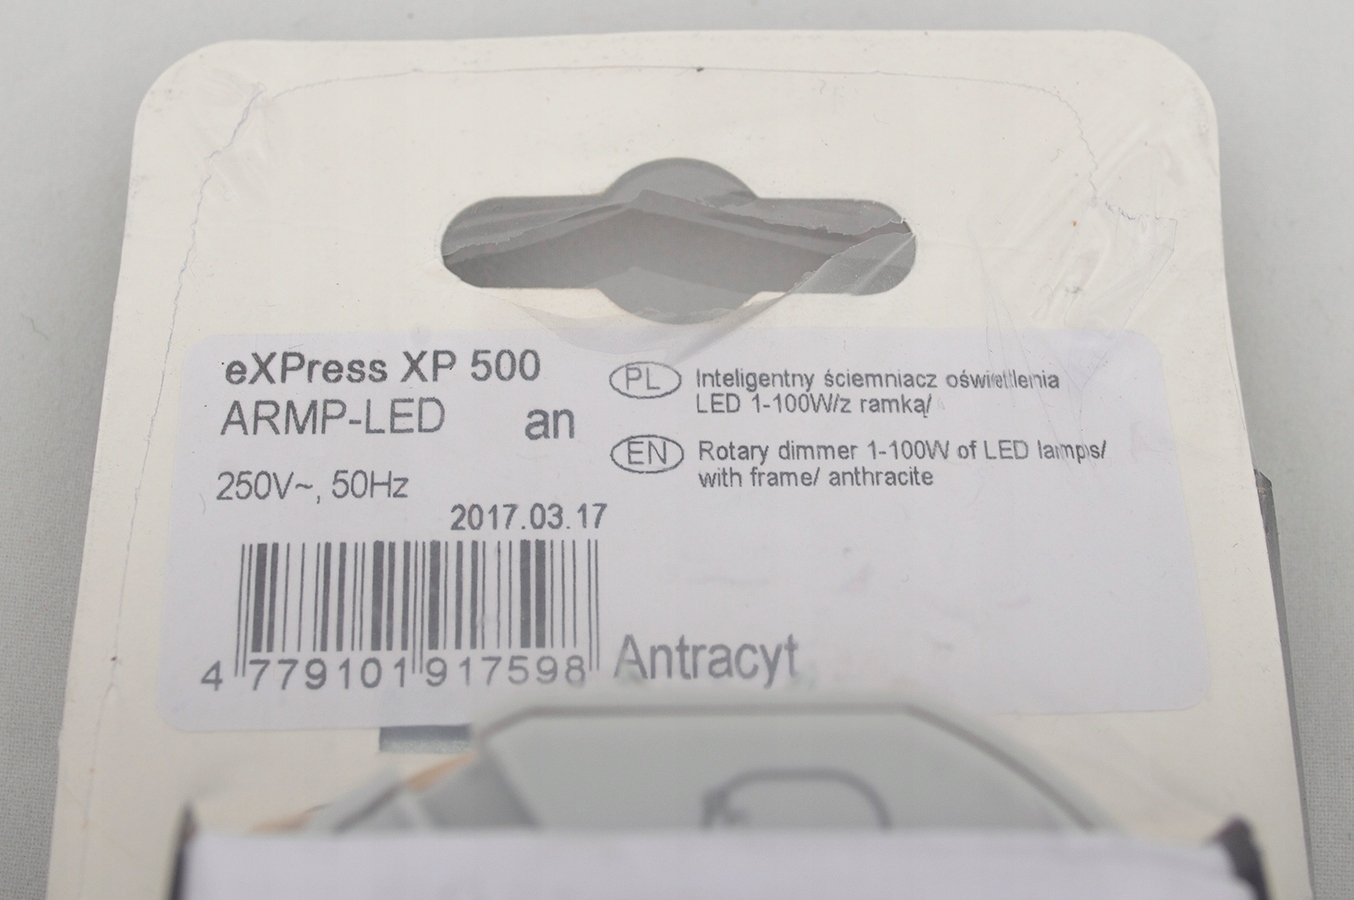 eXPress XP 500
ARMP-LED an
250V~, 50Hz
2017.03.17
4 779101 917598
PL Inteligentny ściemniacz oświetlenia
LED 1-100W/z ramką/
EN Rotary dimmer 1-100W of LED lamps/
with frame/ anthracite
Antracyt